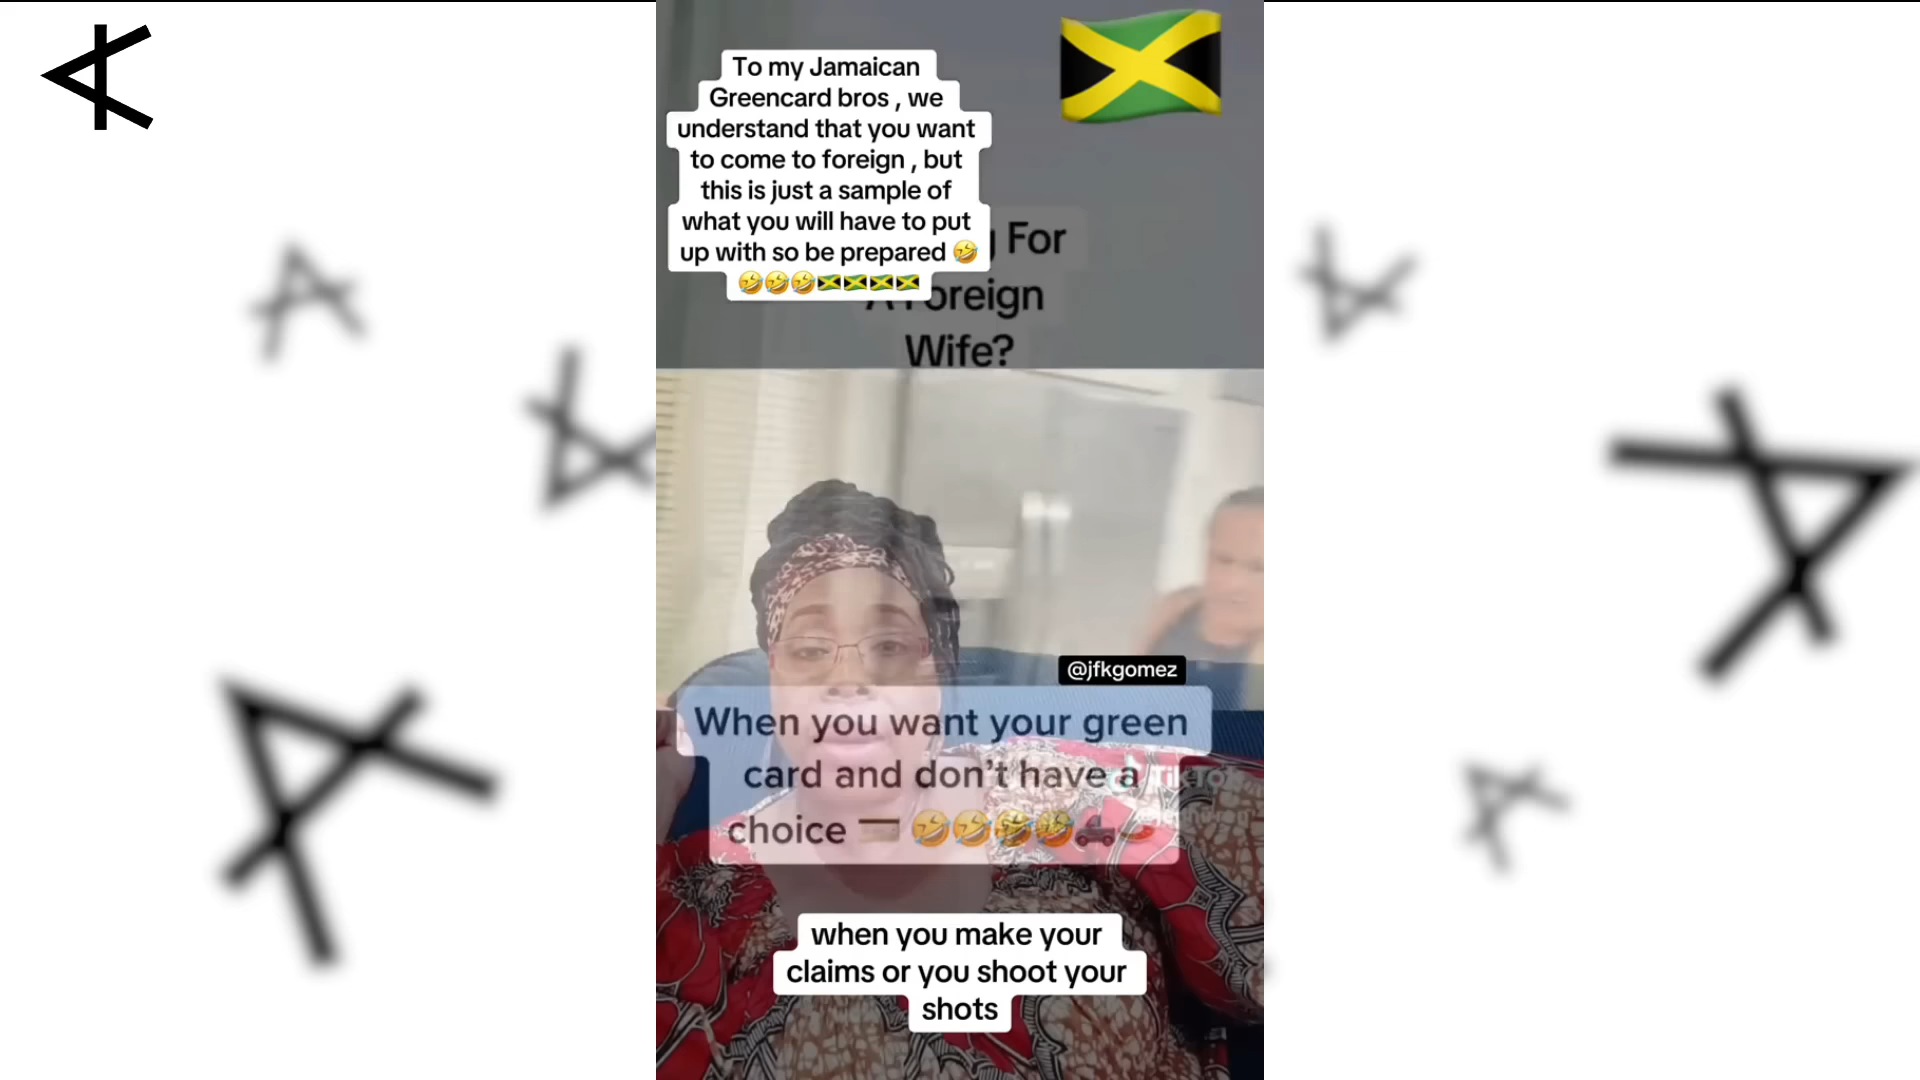 To my Jamaican
Greencard bros , we
understand that you want
to come to foreign , but
this is just a sample of
what you will have to put
up with so be prepared 🤣
🤣🤣🤣🇯🇲🇯🇲🇯🇲🇯🇲
For
A Foreign
Wife?
@jfkgomez
When you want your green
card and don't have a
choice 💳 🤣🤣🤣🤣🛻
TikTok
when you make your
claims or you shoot your
shots